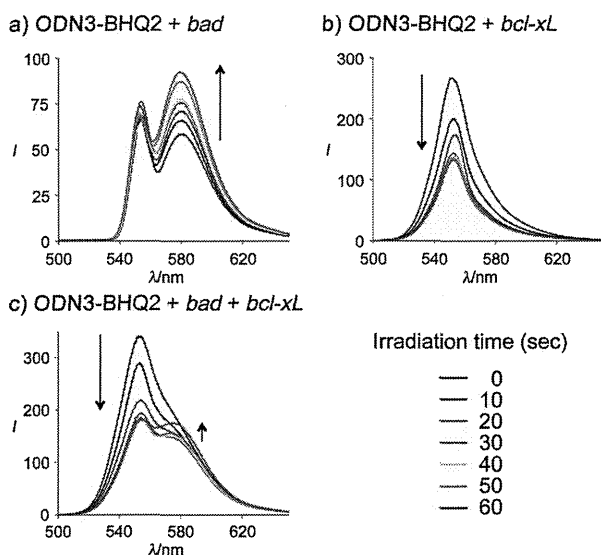 a) ODN3-BHQ2 + bad
100
75
50
25
0
I
500 540 580 620
λ/nm
b) ODN3-BHQ2 + bcl-xL
300
200
100
0
I
500 540 580 620
λ/nm
c) ODN3-BHQ2 + bad + bcl-xL
300
200
100
0
I
500 540 580 620
λ/nm
Irradiation time (sec)
0
10
20
30
40
50
60